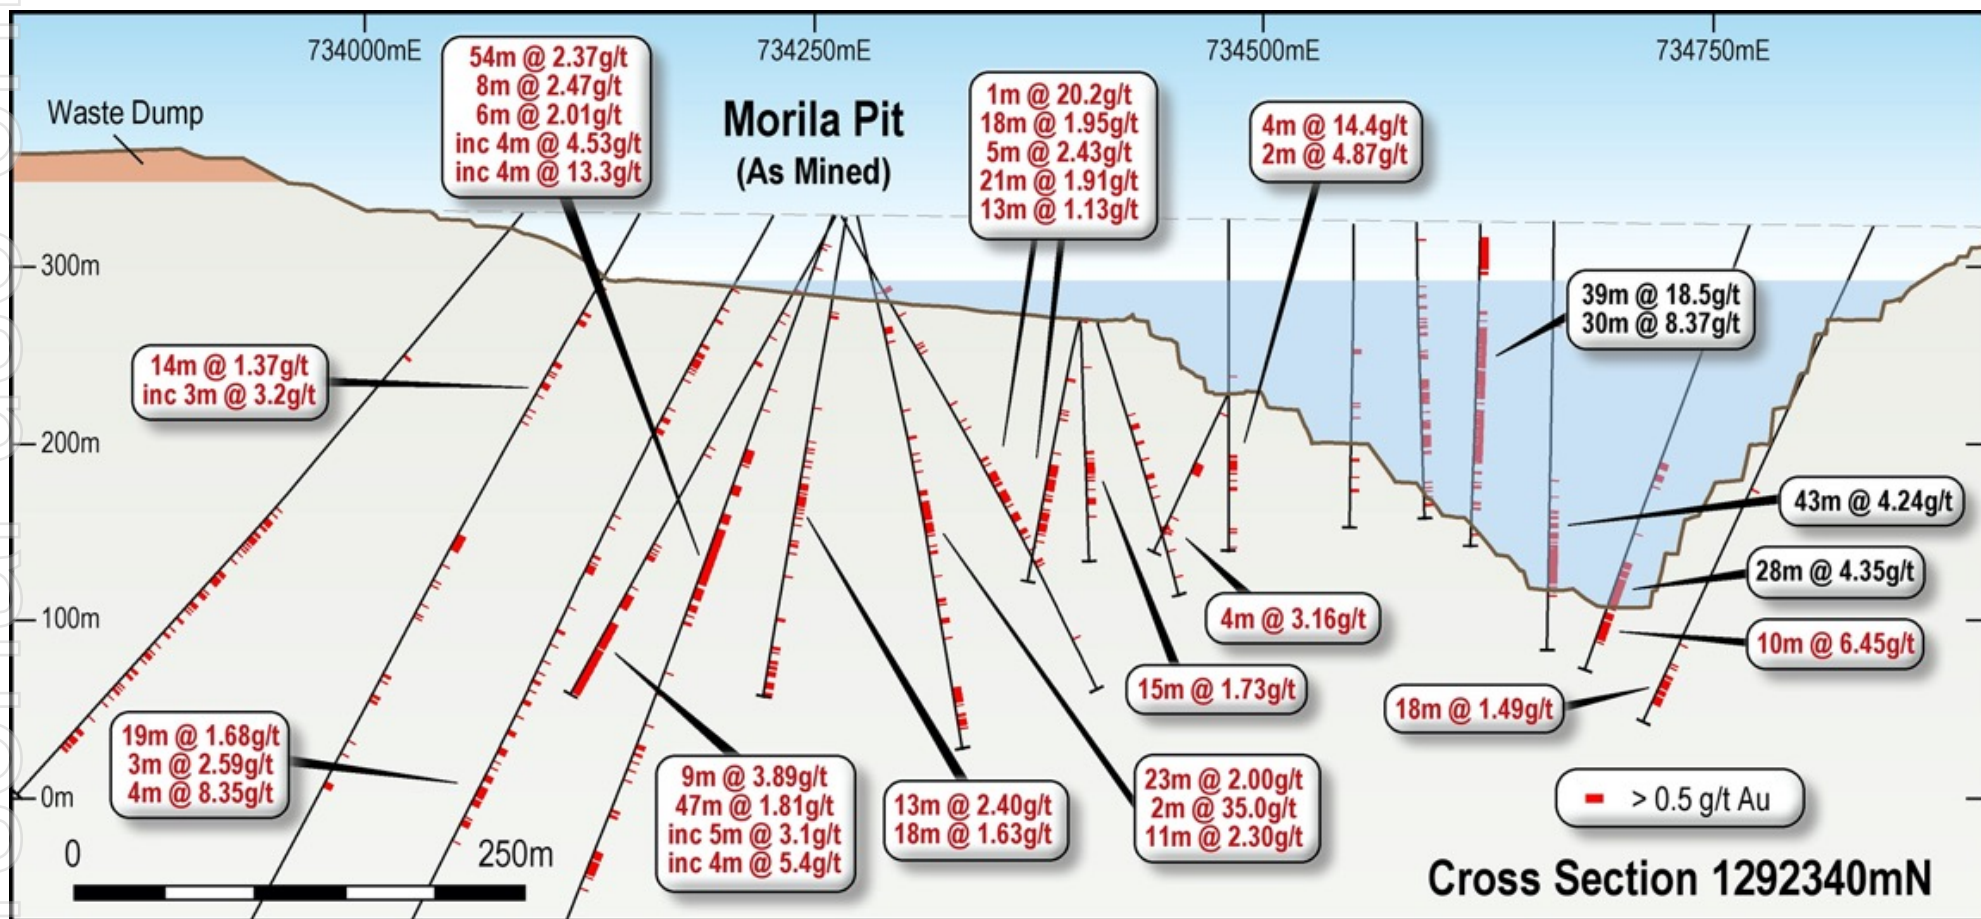 734000mE
734250mE
734500mE
734750mE
Waste Dump
54m @ 2.37g/t
8m @ 2.47g/t
6m @ 2.01g/t
inc 4m @ 4.53g/t
inc 4m @ 13.3g/t
Morila Pit
(As Mined)
1m @ 20.2g/t
18m @ 1.95g/t
5m @ 2.43g/t
21m @ 1.91g/t
13m @ 1.13g/t
4m @ 14.4g/t
2m @ 4.87g/t
300m
39m @ 18.5g/t
30m @ 8.37g/t
14m @ 1.37g/t
inc 3m @ 3.2g/t
200m
43m @ 4.24g/t
28m @ 4.35g/t
100m
4m @ 3.16g/t
10m @ 6.45g/t
15m @ 1.73g/t
18m @ 1.49g/t
19m @ 1.68g/t
3m @ 2.59g/t
4m @ 8.35g/t
9m @ 3.89g/t
47m @ 1.81g/t
inc 5m @ 3.1g/t
inc 4m @ 5.4g/t
13m @ 2.40g/t
18m @ 1.63g/t
23m @ 2.00g/t
2m @ 35.0g/t
11m @ 2.30g/t
0m
> 0.5 g/t Au
0
250m
Cross Section 1292340mN